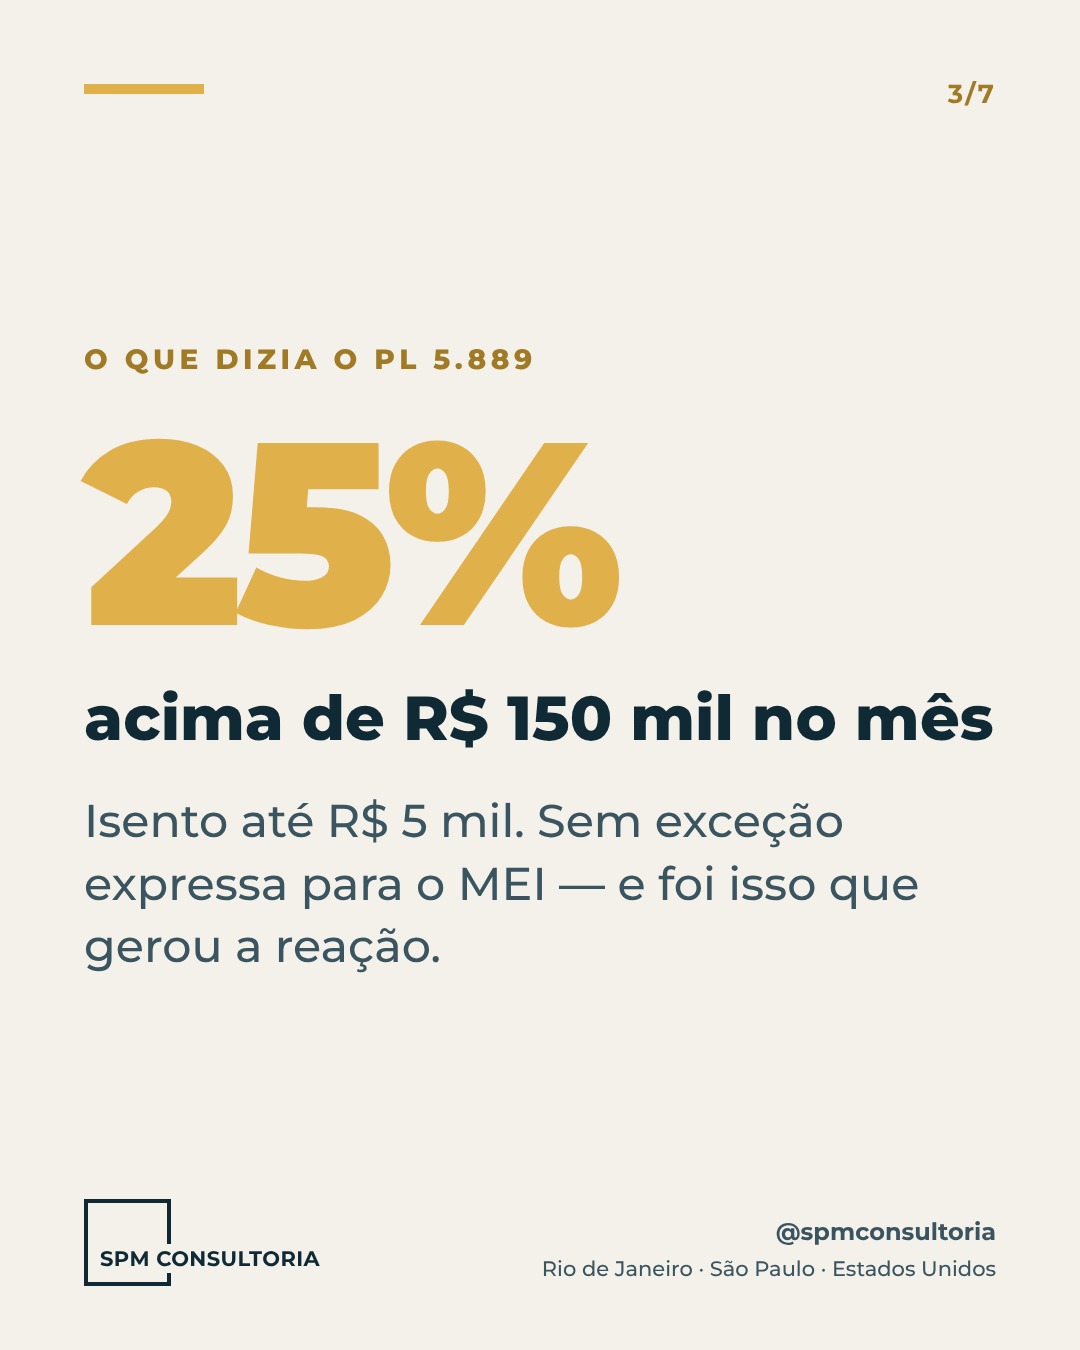 3/7
O QUE DIZIA O PL 5.889
25%
acima de R$ 150 mil no mês
Isento até R$ 5 mil. Sem exceção
expressa para o MEI — e foi isso que
gerou a reação.
SPM CONSULTORIA
@spmconsultoria
Rio de Janeiro · São Paulo · Estados Unidos